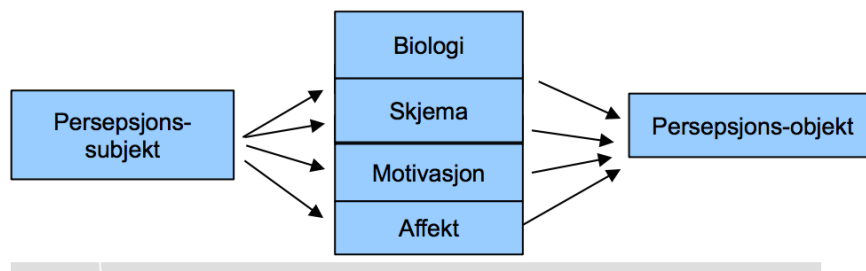 Persepsjons-
subjekt
Biologi
Skjema
Motivasjon
Affekt
Persepsjons-objekt